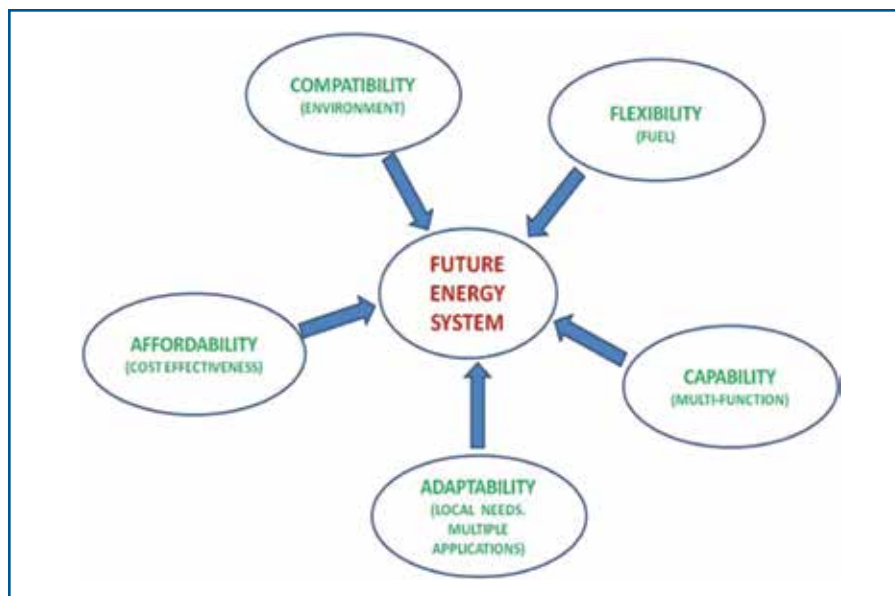 COMPATIBILITY
(ENVIRONMENT)
FLEXIBILITY
(FUEL)
FUTURE
ENERGY
SYSTEM
AFFORDABILITY
(COST EFFECTIVENESS)
CAPABILITY
(MULTI-FUNCTION)
ADAPTABILITY
(LOCAL NEEDS.
MULTIPLE
APPLICATIONS)